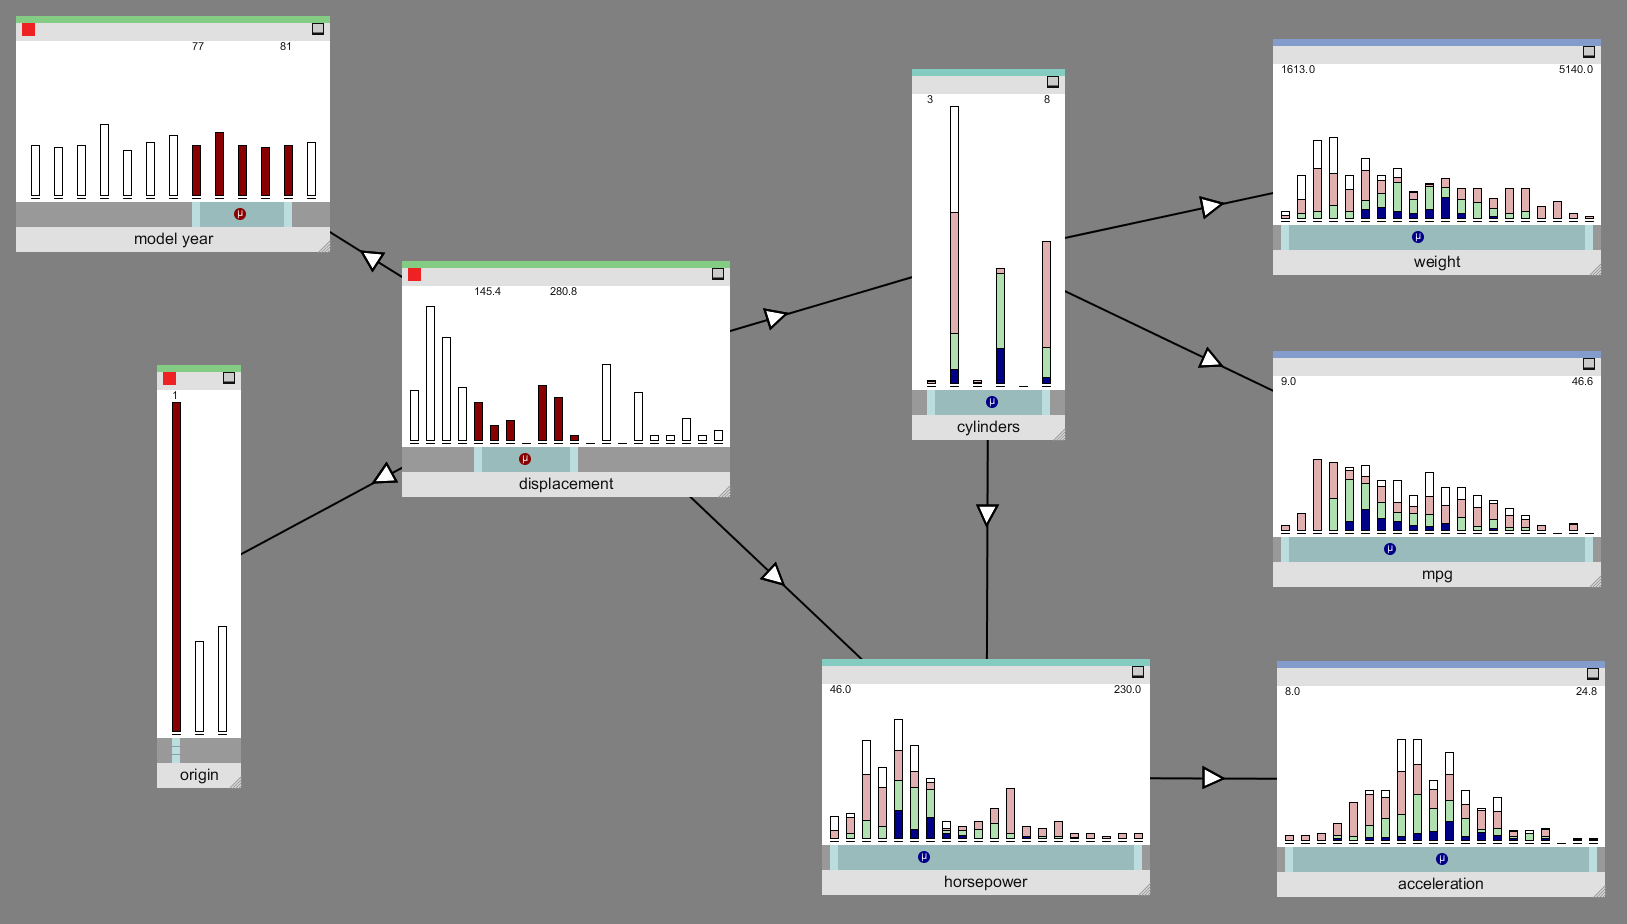 77 81
μ
model year
145.4 280.8
μ
displacement
1
origin
3 8
μ
cylinders
1613.0 5140.0
μ
weight
9.0 46.6
μ
mpg
46.0 230.0
μ
horsepower
8.0 24.8
μ
acceleration